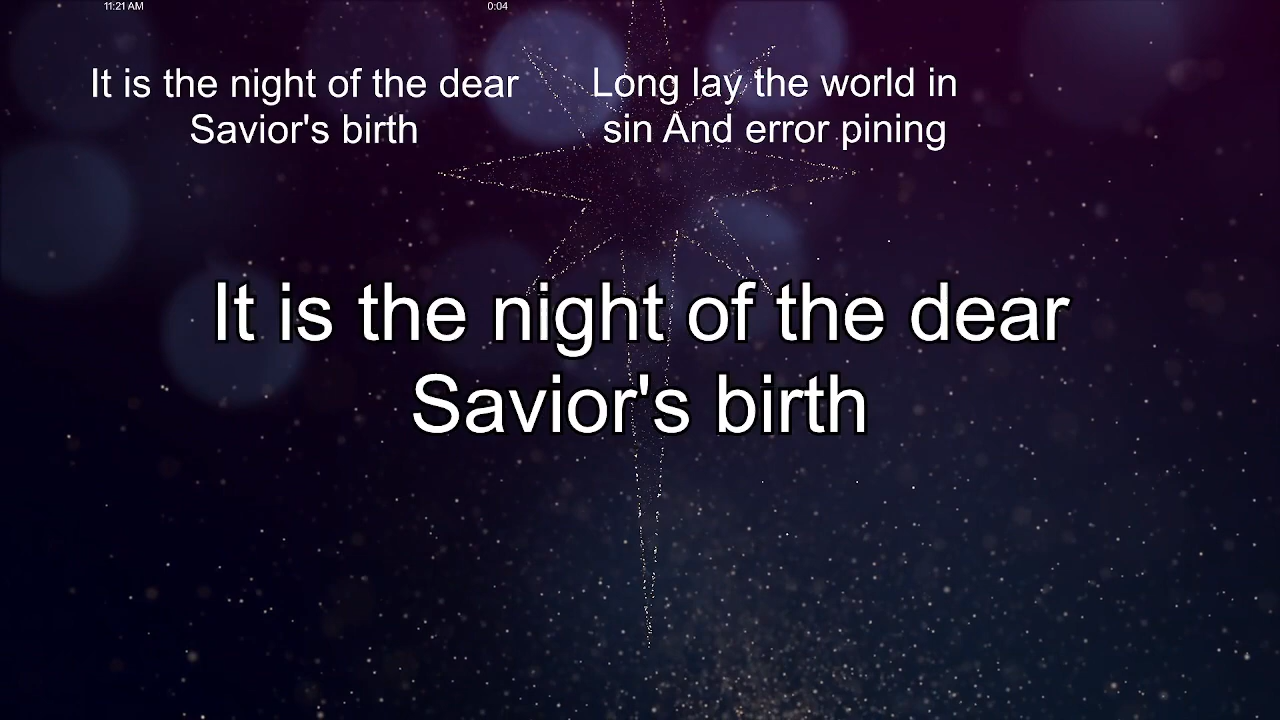 11:21 AM
0:04
It is the night of the dear
Savior's birth
Long lay the world in
sin And error pining
It is the night of the dear
Savior's birth